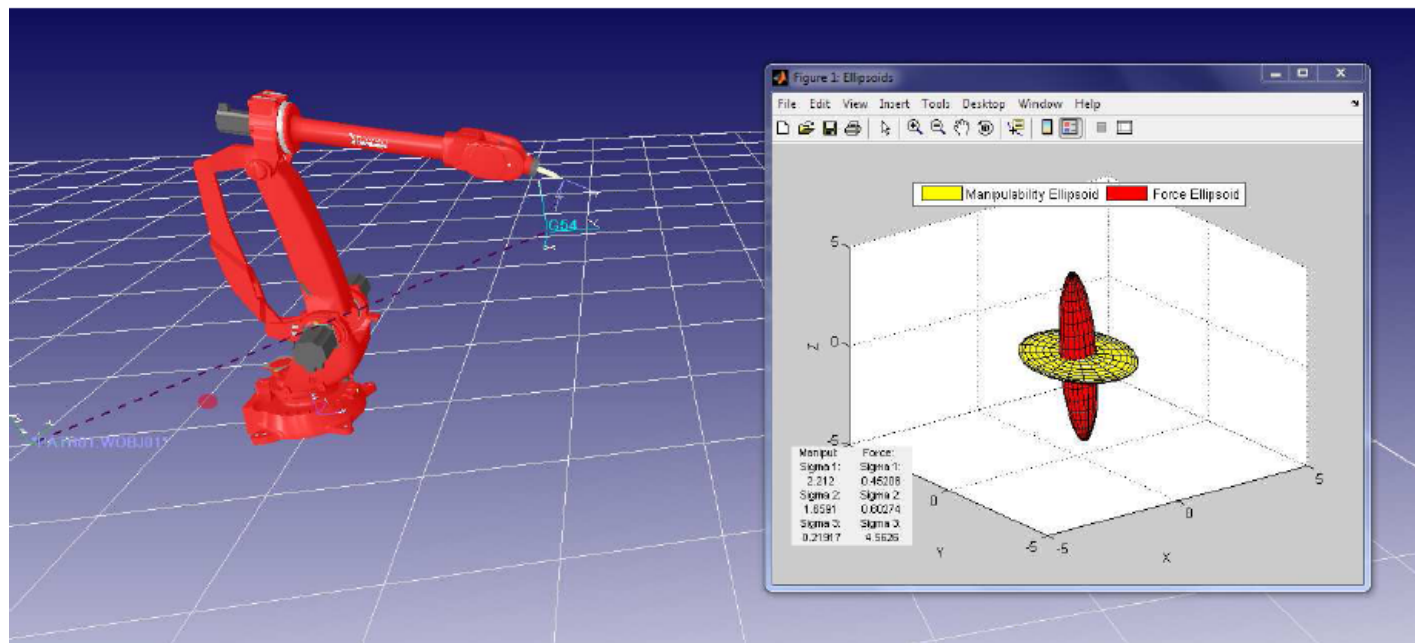 G54
Figure 1: Ellipsoids
File Edit View Insert Tools Desktop Window Help
Manipulability Ellipsoid Force Ellipsoid
5
0
-5
Z
Manipul: Force:
Sigma 1: Sigma 1:
2.212 0.45208
Sigma 2: Sigma 2:
1.6591 0.60274
Sigma 3: Sigma 3:
0.21917 4.5626
0
Y
-5 -5
X
0
5